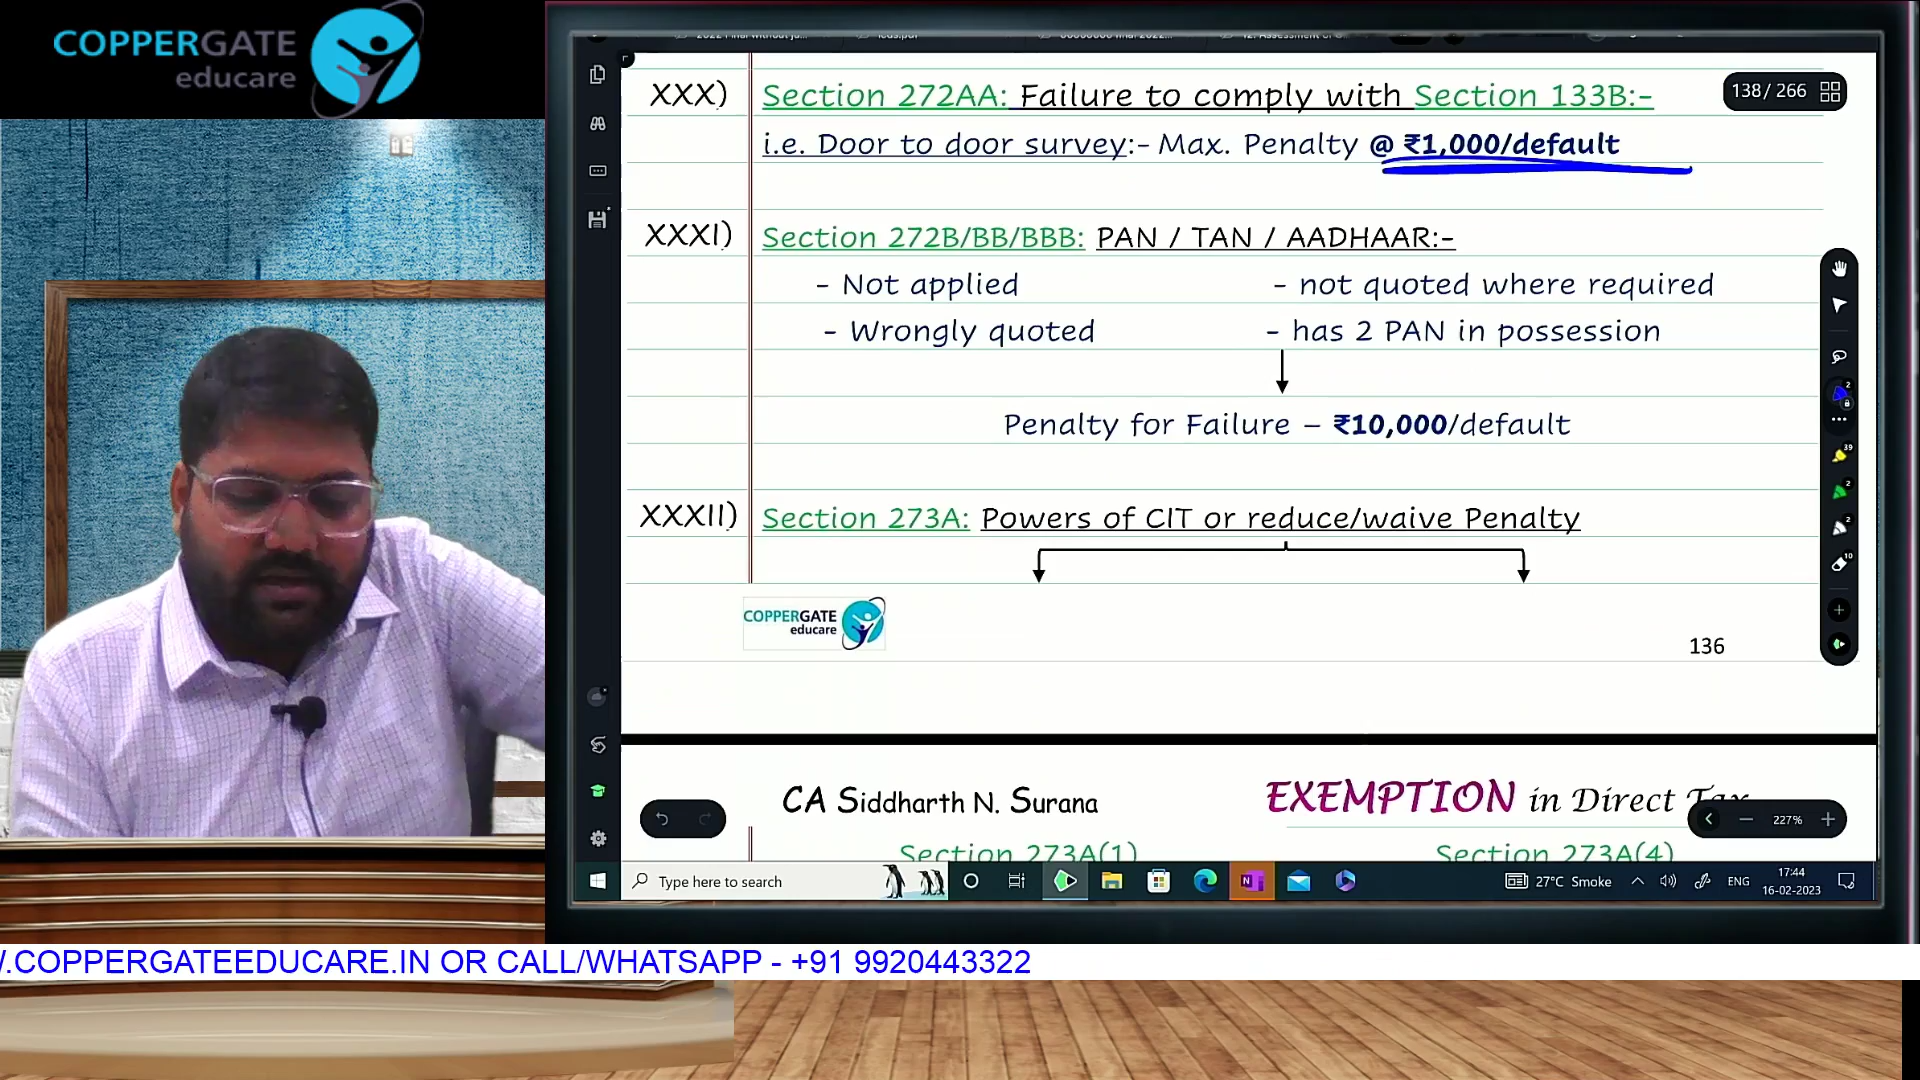 COPPERGATE
educare
138/ 266
XXX) Section 272AA: Failure to comply with Section 133B:-
i.e. Door to door survey:- Max. Penalty @ ₹1,000/default
XXXI) Section 272B/BB/BBB: PAN / TAN / AADHAAR:-
- Not applied - not quoted where required
- Wrongly quoted - has 2 PAN in possession
Penalty for Failure – ₹10,000/default
XXXII) Section 273A: Powers of CIT or reduce/waive Penalty
COPPERGATE
educare
136
CA Siddharth N. Surana EXEMPTION in Direct Tax
227%
Section 273A(1) Section 273A(4)
Type here to search
27°C Smoke
ENG
17:44
16-02-2023
.COPPERGATEEDUCARE.IN OR CALL/WHATSAPP - +91 9920443322